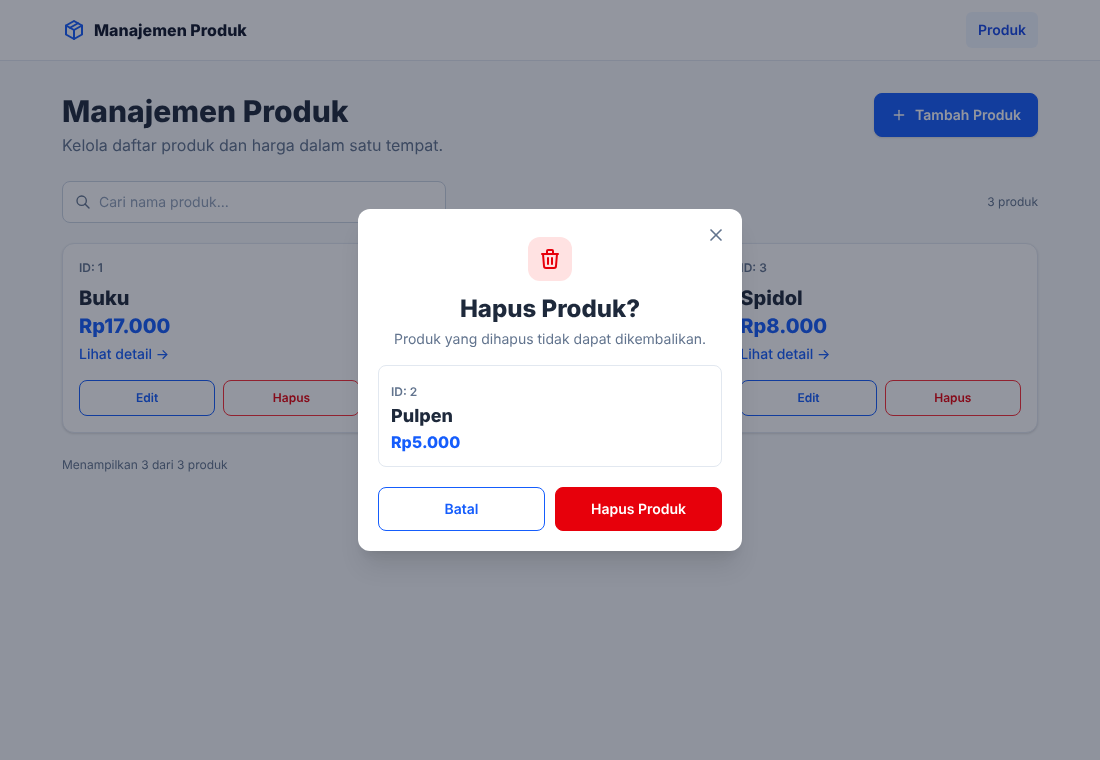 Manajemen Produk
Produk
Manajemen Produk
Kelola daftar produk dan harga dalam satu tempat.
+ Tambah Produk
Cari nama produk...
3 produk
ID: 1
Buku
Rp17.000
Lihat detail →
Edit
Hapus
ID: 3
Spidol
Rp8.000
Lihat detail →
Edit
Hapus
Menampilkan 3 dari 3 produk
Hapus Produk?
Produk yang dihapus tidak dapat dikembalikan.
ID: 2
Pulpen
Rp5.000
Batal
Hapus Produk